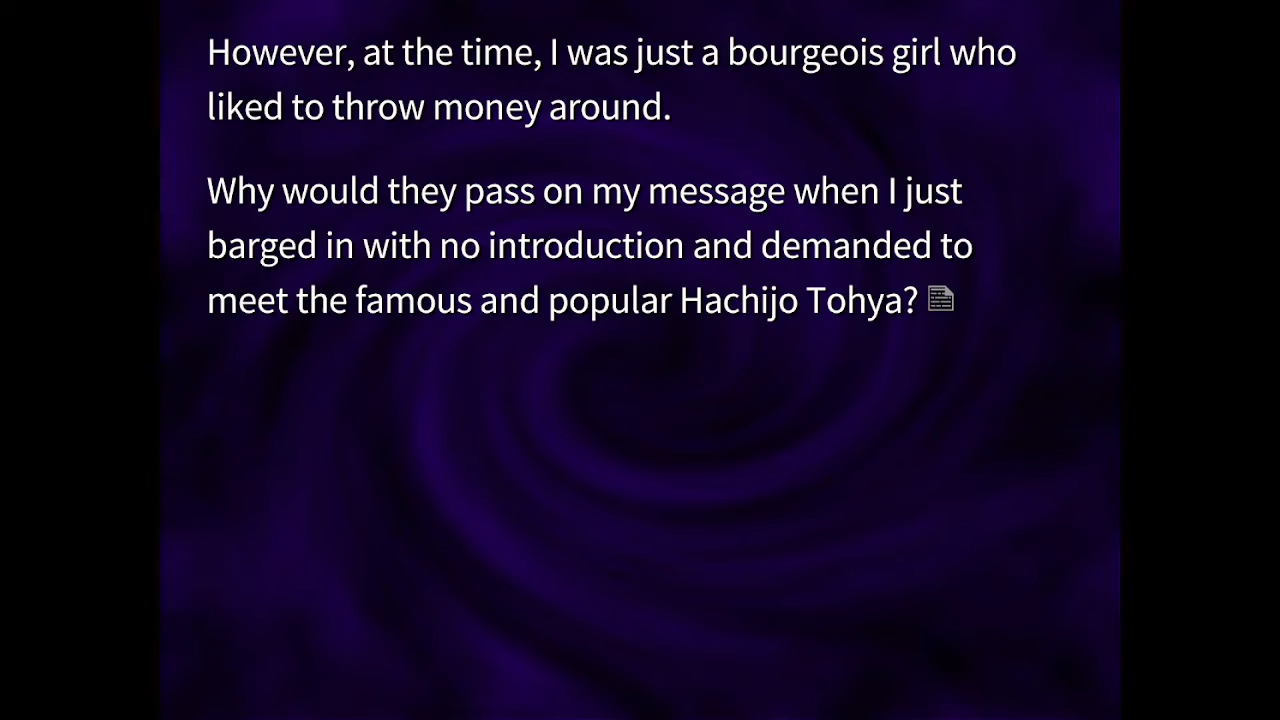 However, at the time, I was just a bourgeois girl who
liked to throw money around.
Why would they pass on my message when I just
barged in with no introduction and demanded to
meet the famous and popular Hachijo Tohya?